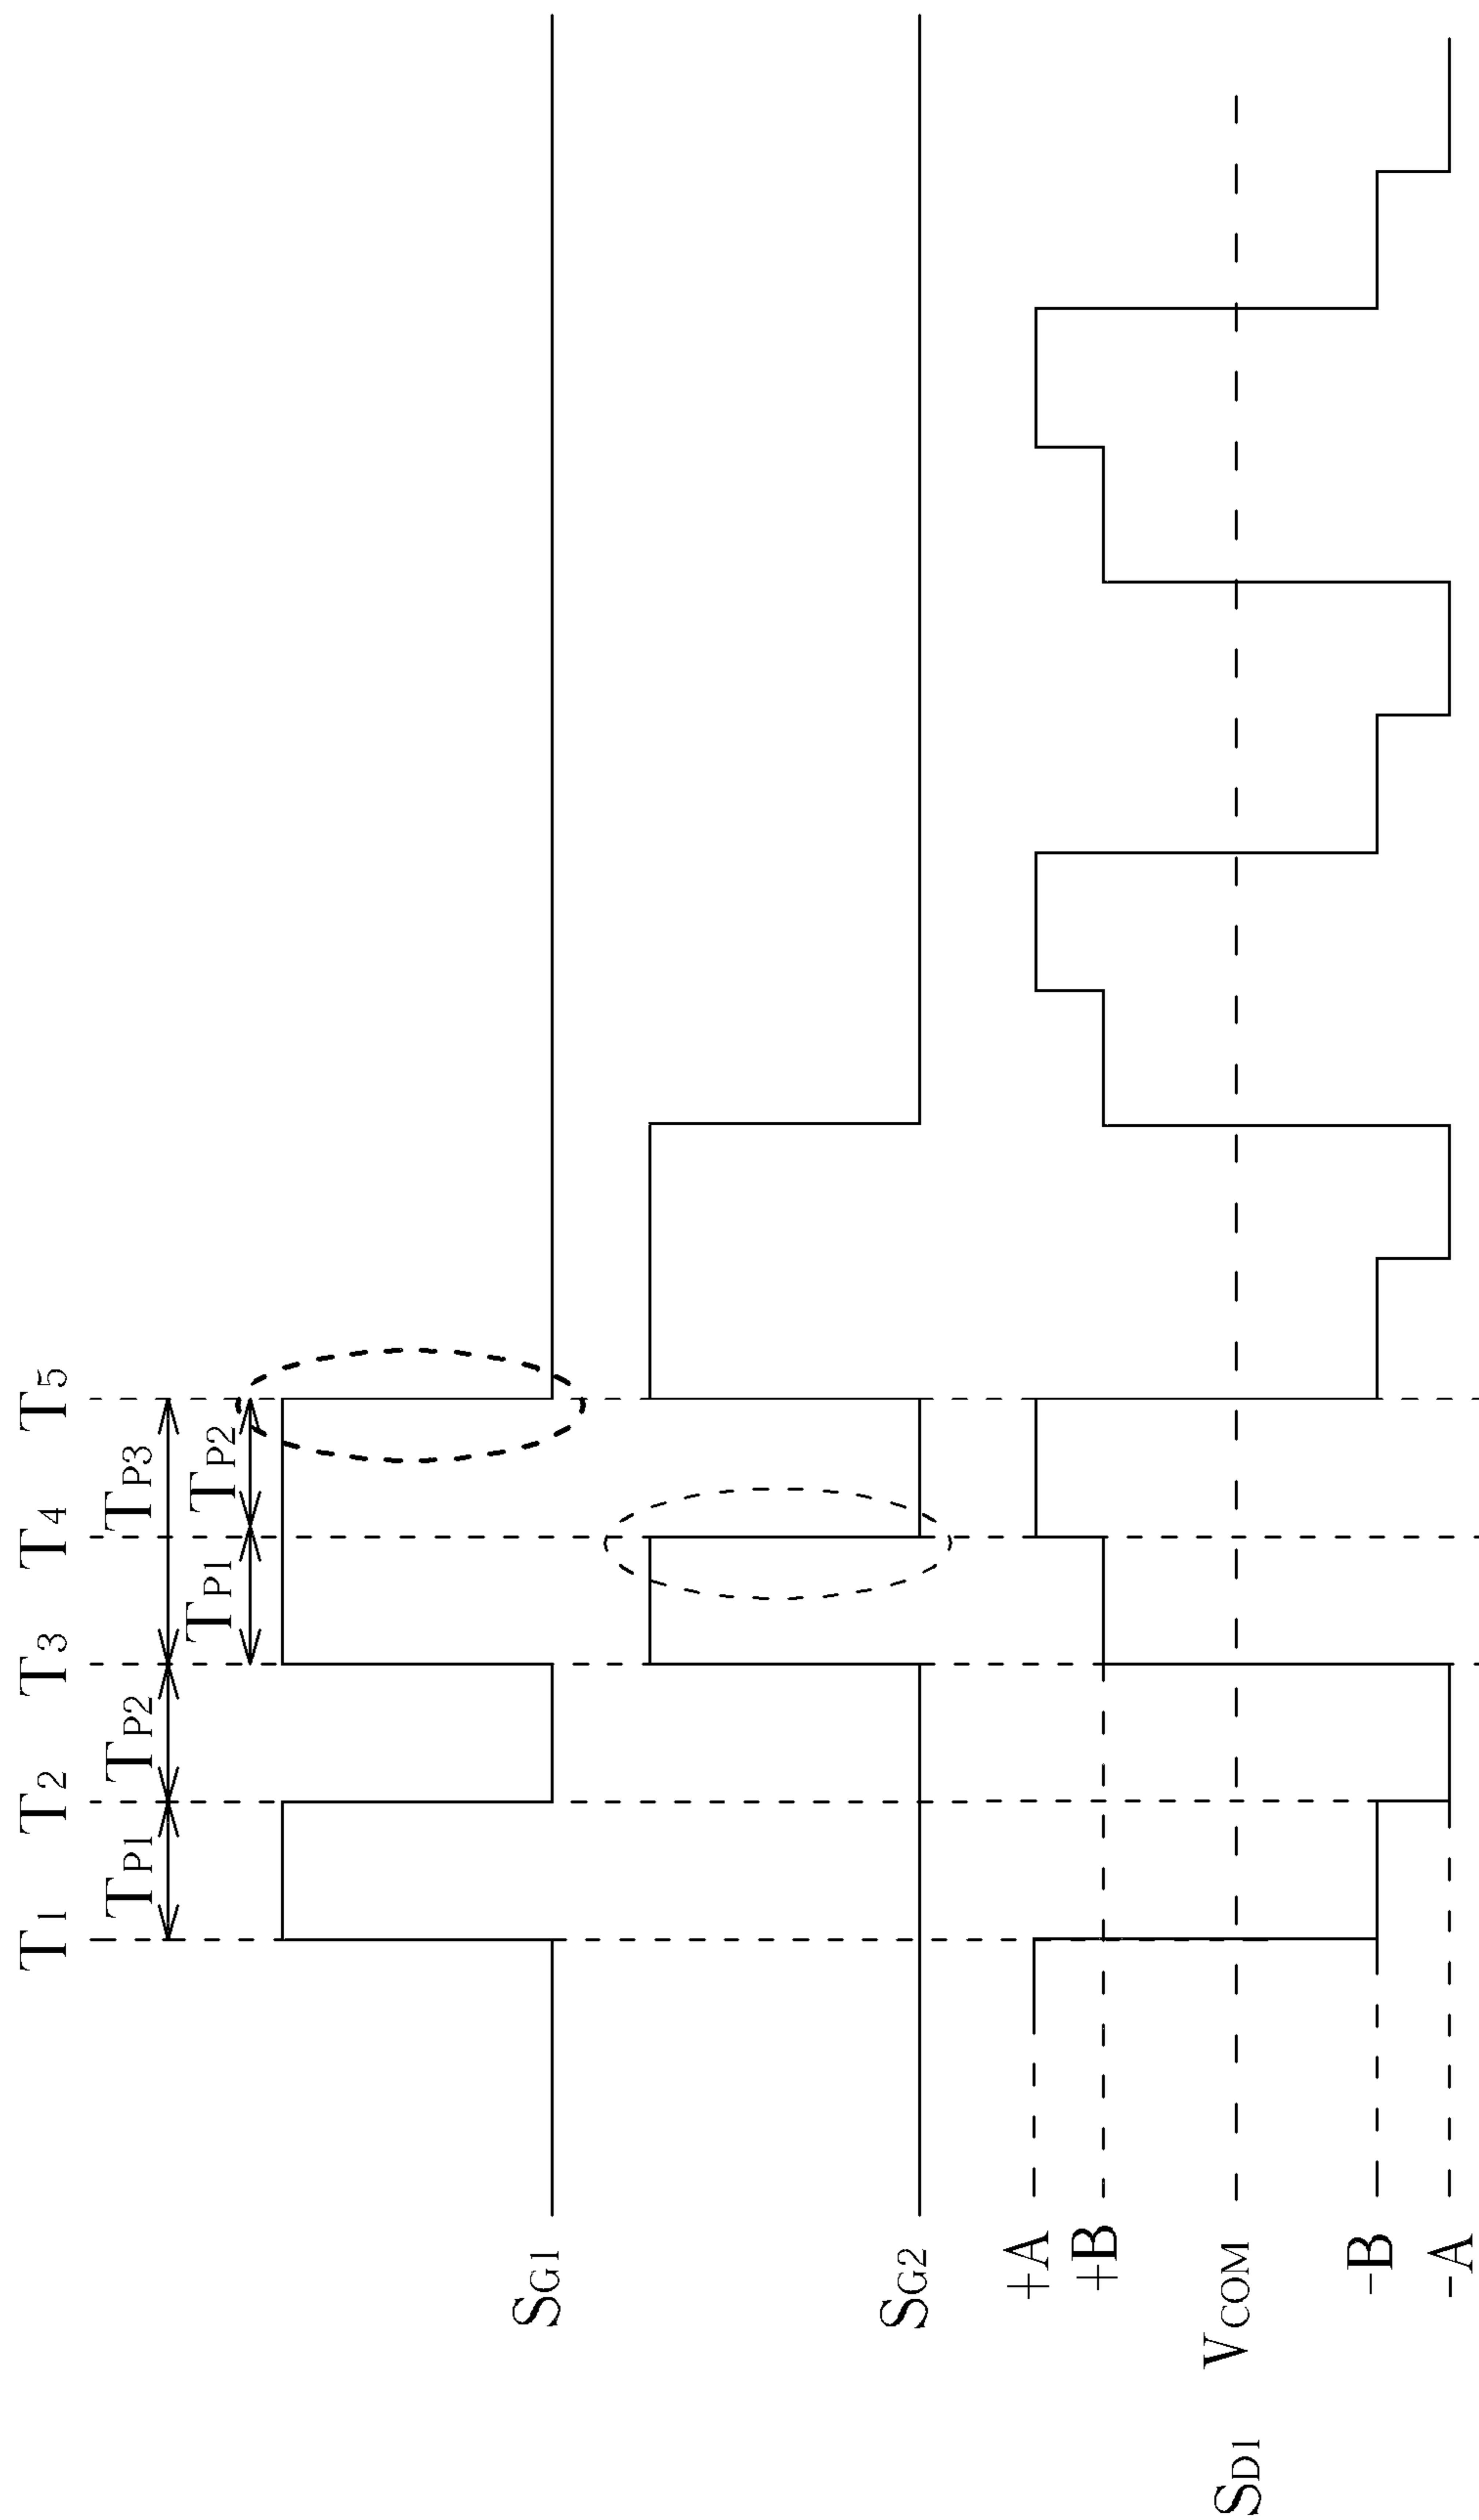 T1 T2 T3 T4 T5
TP1 TP2 TP3
TP1 TP2
SG1
SG2
+A
+B
SD1 VCOM
-B
-A